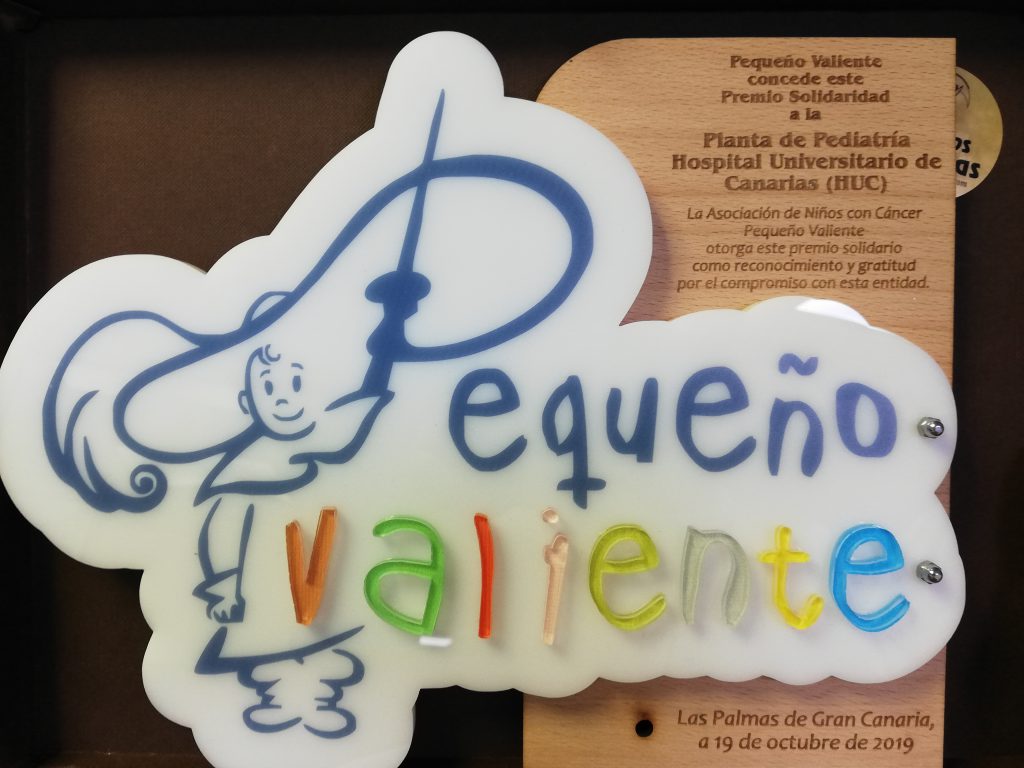 Pequeño Valiente
concede este
Premio Solidaridad
a la
Planta de Pediatría
Hospital Universitario de
Canarias (HUC)
La Asociación de Niños con Cáncer
Pequeño Valiente
otorga este premio solidario
como reconocimiento y gratitud
por el compromiso con esta entidad.
Pequeño
valiente
Las Palmas de Gran Canaria,
a 19 de octubre de 2019